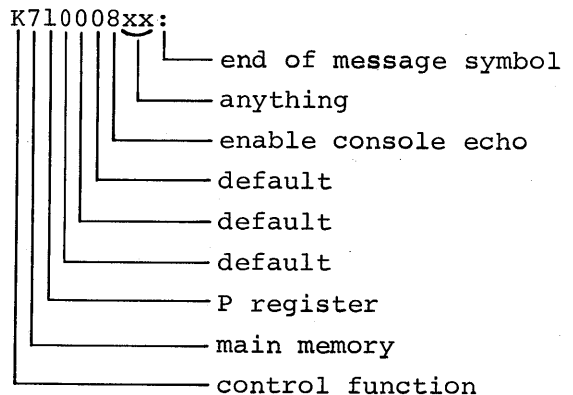 K710008xx:
end of message symbol
anything
enable console echo
default
default
default
P register
main memory
control function